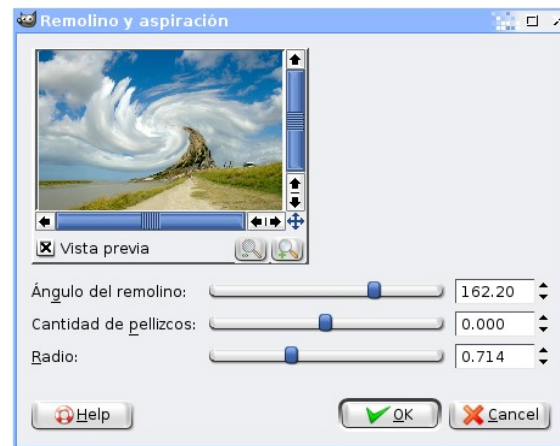 Remolino y aspiración
Vista previa
Ángulo del remolino: 162.20
Cantidad de pellizcos: 0.000
Radio: 0.714
Help OK Cancel